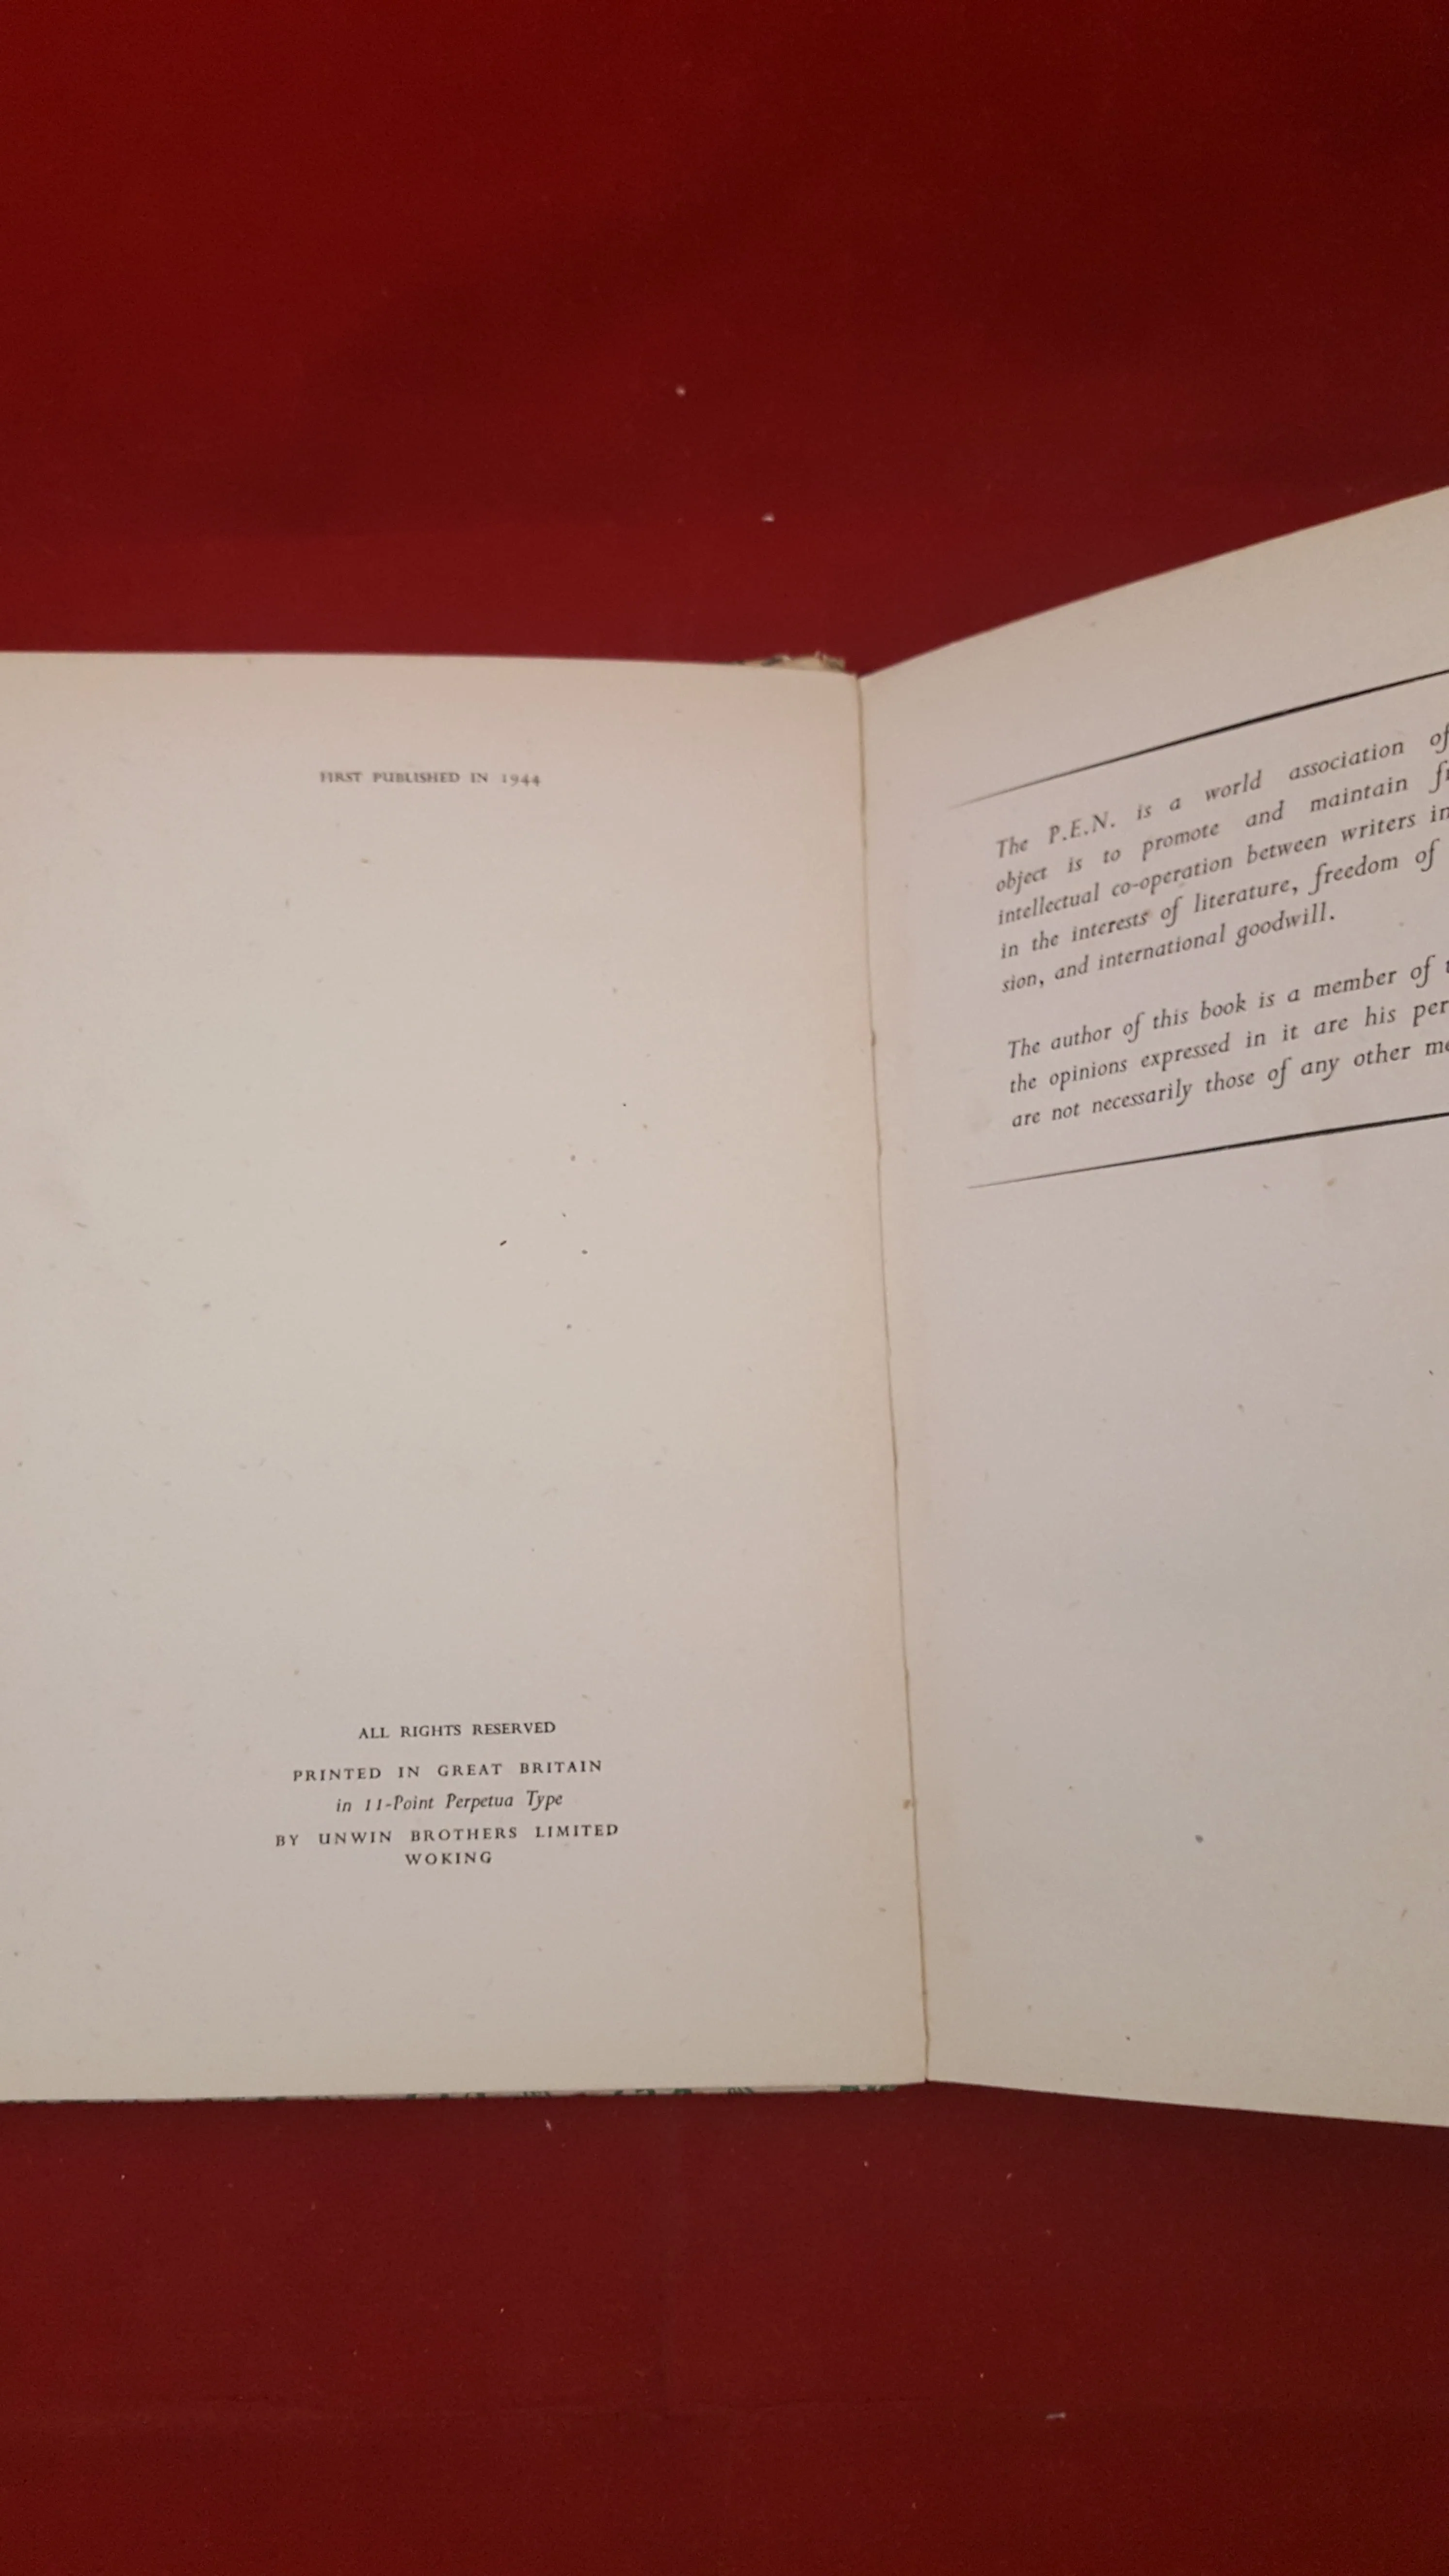 FIRST PUBLISHED IN 1944
ALL RIGHTS RESERVED
PRINTED IN GREAT BRITAIN
in 11-Point Perpetua Type
BY UNWIN BROTHERS LIMITED
WOKING
The P.E.N. is a world association of
object is to promote and maintain
intellectual co-operation between writers in
in the interests of literature, freedom of
sion, and international goodwill.
The author of this book is a member of
the opinions expressed in it are his
are not necessarily those of any other